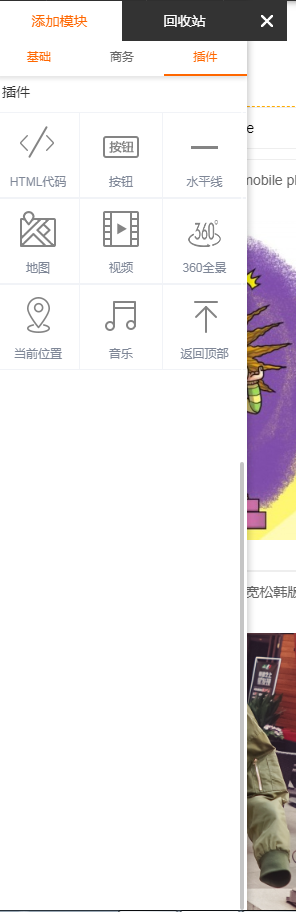 添加模块 回收站
基础 商务 插件
插件
HTML代码 按钮 水平线
地图 视频 360全景
当前位置 音乐 返回顶部
按钮
360°
e
mobile pl
宽松韩版